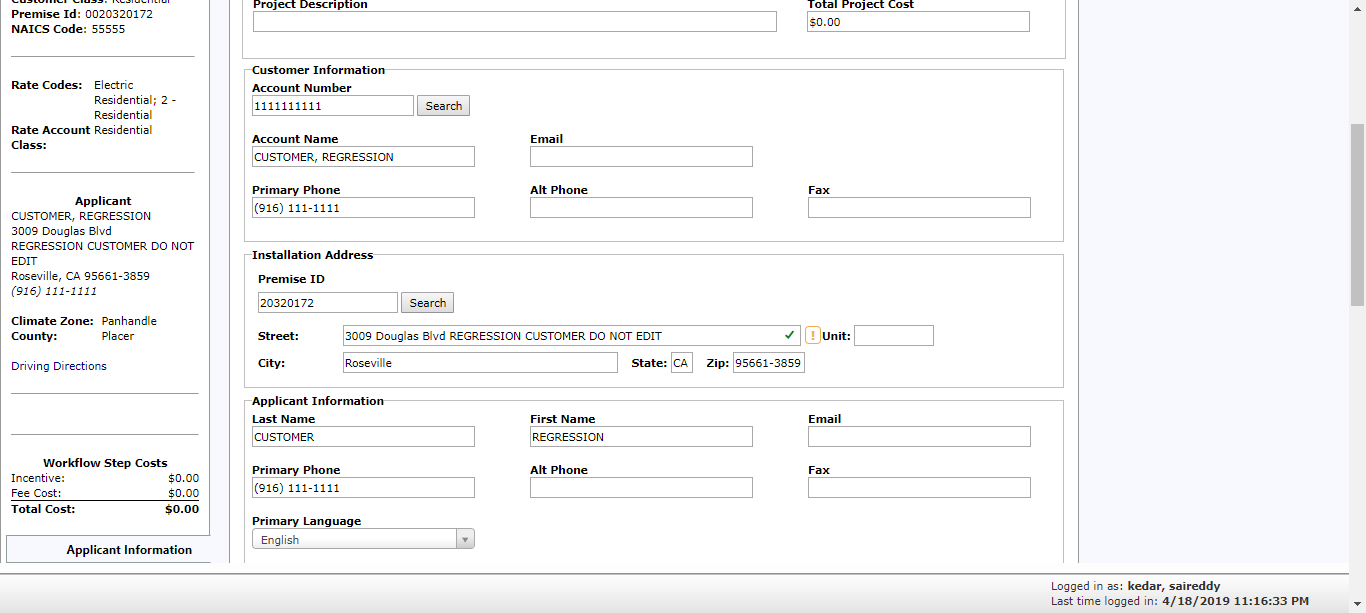 Customer Class: Residential
Premise Id: 0020320172
NAICS Code: 55555
Rate Codes: Electric
Residential; 2 -
Residential
Rate Account Residential
Class:
Applicant
CUSTOMER, REGRESSION
3009 Douglas Blvd
REGRESSION CUSTOMER DO NOT
EDIT
Roseville, CA 95661-3859
(916) 111-1111
Climate Zone: Panhandle
County: Placer
Driving Directions
Workflow Step Costs
Incentive: $0.00
Fee Cost: $0.00
Total Cost: $0.00
Applicant Information
Project Description Total Project Cost
$0.00
Customer Information
Account Number
1111111111 Search
Account Name Email
CUSTOMER, REGRESSION
Primary Phone Alt Phone Fax
(916) 111-1111
Installation Address
Premise ID
20320172 Search
Street: 3009 Douglas Blvd REGRESSION CUSTOMER DO NOT EDIT ! Unit:
City: Roseville State: CA Zip: 95661-3859
Applicant Information
Last Name First Name Email
CUSTOMER REGRESSION
Primary Phone Alt Phone Fax
(916) 111-1111
Primary Language
English
Logged in as: kedar, saireddy
Last time logged in: 4/18/2019 11:16:33 PM